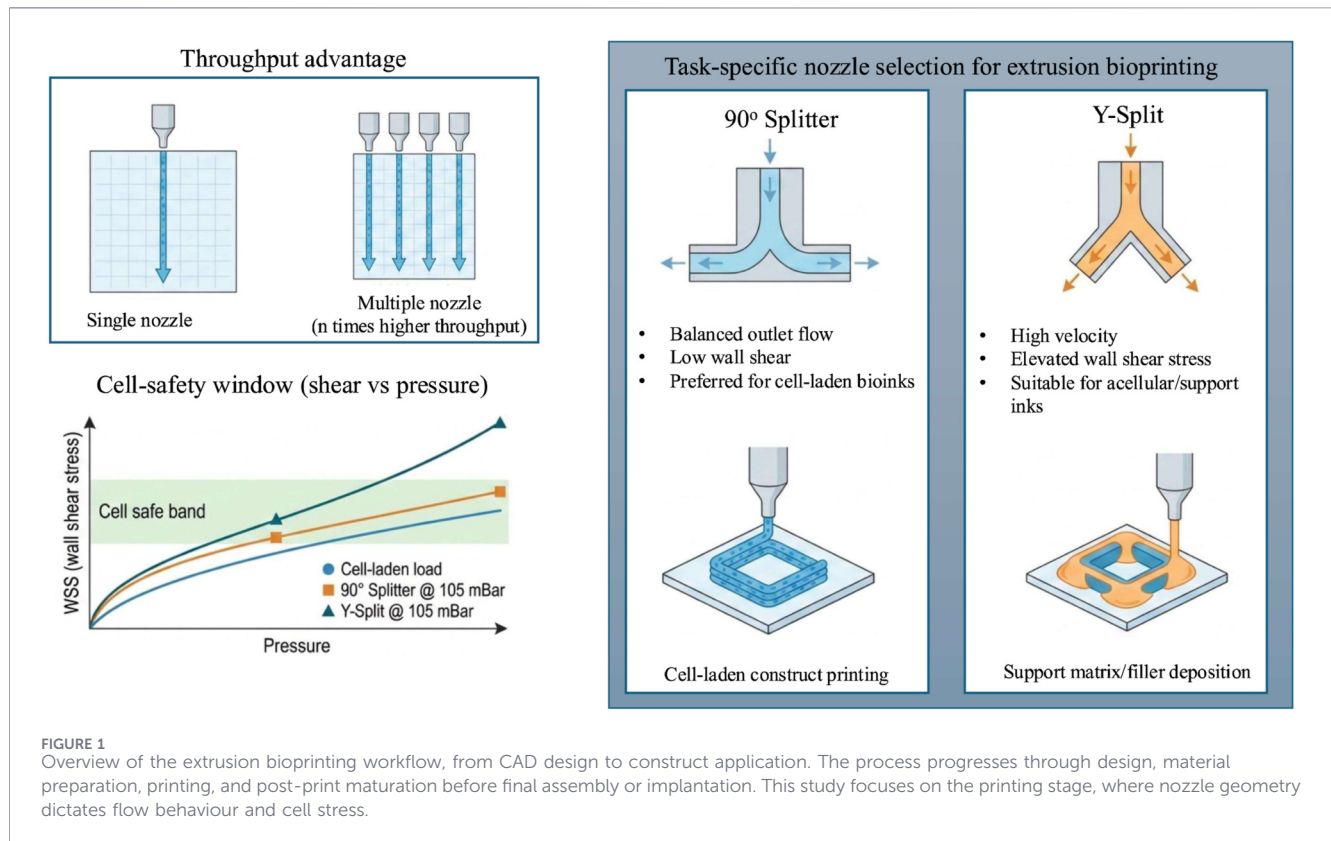 Throughput advantage
Single nozzle
Multiple nozzle
(n times higher throughput)
Cell-safety window (shear vs pressure)
WSS (wall shear stress)
Cell safe band
Cell-laden load
90° Splitter @ 105 mBar
Y-Split @ 105 mBar
Pressure
Task-specific nozzle selection for extrusion bioprinting
90° Splitter
• Balanced outlet flow
• Low wall shear
• Preferred for cell-laden bioinks
Cell-laden construct printing
Y-Split
• High velocity
• Elevated wall shear stress
• Suitable for acellular/support
inks
Support matrix/filler deposition
FIGURE 1
Overview of the extrusion bioprinting workflow, from CAD design to construct application. The process progresses through design, material
preparation, printing, and post-print maturation before final assembly or implantation. This study focuses on the printing stage, where nozzle geometry
dictates flow behaviour and cell stress.